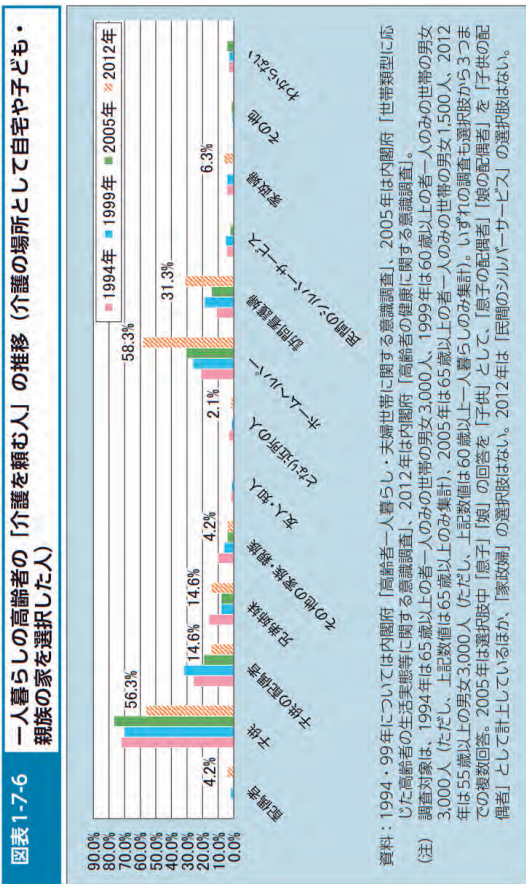 図表1-7-6
一人暮らしの高齢者の「介護を頼む人」の推移（介護の場所として自宅や子ども・
親族の家を選択した人）
1994年 1999年 2005年 2012年
90.0%
80.0%
70.0%
60.0%
50.0%
40.0%
30.0%
20.0%
10.0%
0.0%
4.2%
56.3%
14.6%
14.6%
4.2%
2.1%
58.3%
31.3%
6.3%
配偶者
子供
子供の配偶者
兄弟姉妹
その他の家族・親族
友人・知人
となり近所の人
ホームヘルパー
訪問看護婦
民間のシルバーサービス
家政婦
その他
わからない
資料：1994・99年については内閣府「高齢者一人暮らし・夫婦世帯に関する意識調査」、2005年は内閣府「世帯類型に応
じた高齢者の生活実態等に関する意識調査」、2012年は内閣府「高齢者の健康に関する意識調査」。
（注） 調査対象は、1994年は65歳以上の者一人のみの世帯の男女3,000人、1999年は60歳以上の者一人のみの世帯の男女
3,000人（ただし、上記数値は65歳以上のみ集計）、2005年は65歳以上の者一人のみの世帯の男女1,500人、2012
年は55歳以上の男女3,000人（ただし、上記数値は60歳以上一人暮らしのみ集計）。いずれの調査も選択肢から3つま
での複数回答。2005年は選択肢中「息子」「娘」の回答を「子供」として、「息子の配偶者」「娘の配偶者」を「子供の配
偶者」として計上しているほか、「家政婦」の選択肢はない。2012年は「民間のシルバーサービス」の選択肢はない。